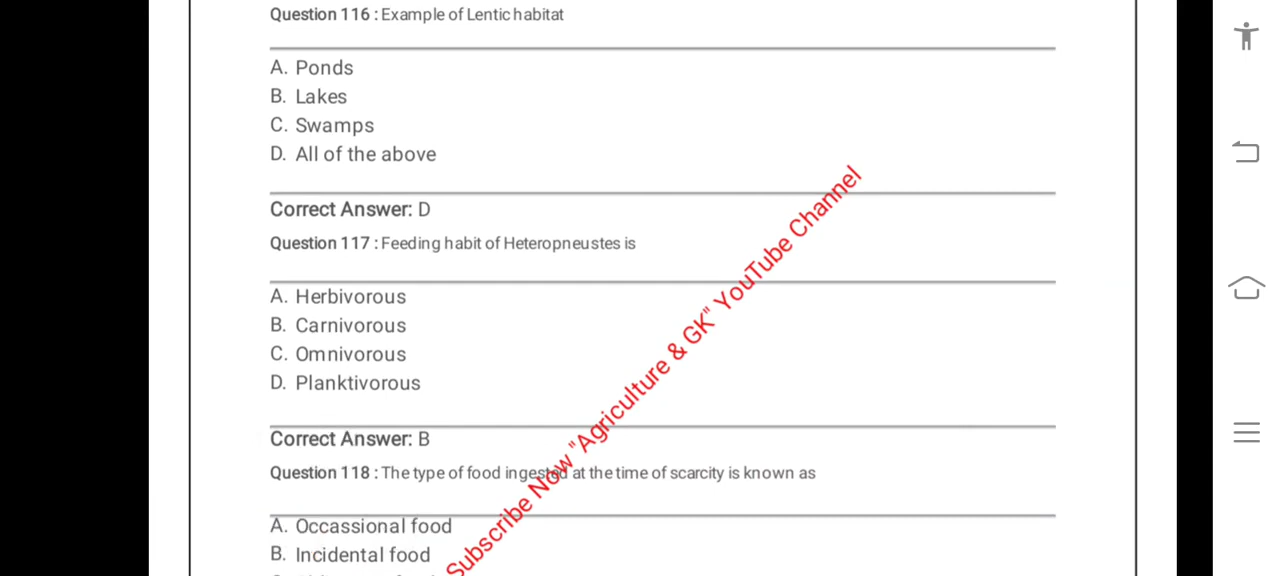 Question 116 : Example of Lentic habitat
A. Ponds
B. Lakes
C. Swamps
D. All of the above
Correct Answer: D
Question 117 : Feeding habit of Heteropneustes is
A. Herbivorous
B. Carnivorous
C. Omnivorous
D. Planktivorous
Correct Answer: B
Question 118 : The type of food ingested at the time of scarcity is known as
A. Occassional food
B. Incidental food
Subscribe Now "Agriculture & GK" YouTube Channel